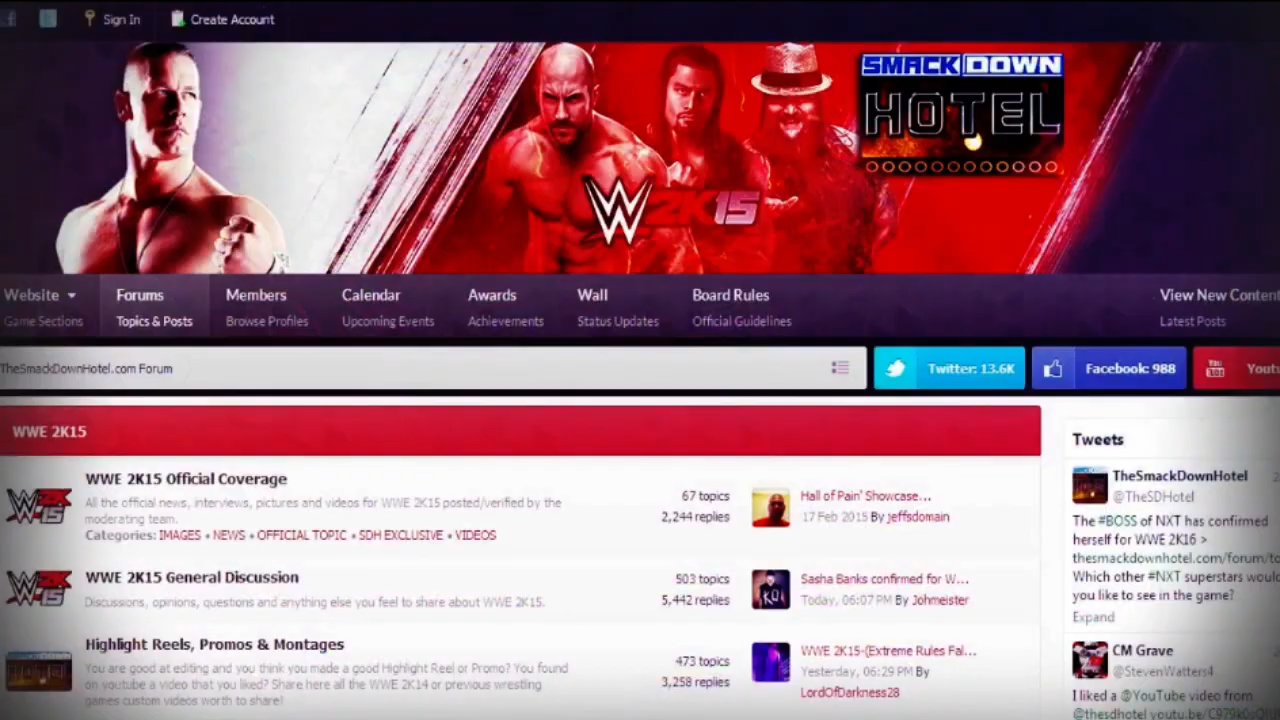 Sign In
Create Account
SMACKDOWN
HOTEL
W 2K15
Website
Forums
Members
Calendar
Awards
Wall
Board Rules
View New Content
Game Sections
Topics & Posts
Browse Profiles
Upcoming Events
Achievements
Status Updates
Official Guidelines
Latest Posts
TheSmackDownHotel.com Forum
Twitter: 13.6K
Facebook: 988
You
WWE 2K15
Tweets
WWE 2K15 Official Coverage
All the official news, interviews, pictures and videos for WWE 2K15 posted/verified by the
moderating team.
Categories: IMAGES • NEWS • OFFICIAL TOPIC • SDH EXCLUSIVE • VIDEOS
67 topics
2,244 replies
Hall of Pain' Showcase...
17 Feb 2015 By jeffsdomain
WWE 2K15 General Discussion
Discussions, opinions, questions and anything else you feel to share about WWE 2K15.
503 topics
5,442 replies
Sasha Banks confirmed for W...
Today, 06:07 PM By Johmeister
Highlight Reels, Promos & Montages
You are good at editing and you think you made a good Highlight Reel or Promo? You found
on youtube a video that you liked? Share here all the WWE 2K14 or previous wrestling
games custom videos worth to share!
473 topics
3,258 replies
WWE 2K15-(Extreme Rules Fal...
Yesterday, 06:29 PM By
LordOfDarkness28
TheSmackDownHotel
@TheSDHotel
The #BOSS of NXT has confirmed
herself for WWE 2K16 >
thesmackdownhotel.com/forum/to
Which other #NXT superstars would
you like to see in the game?
Expand
CM Grave
@StevenWatters4
I liked a @YouTube video from
@thesdhotel